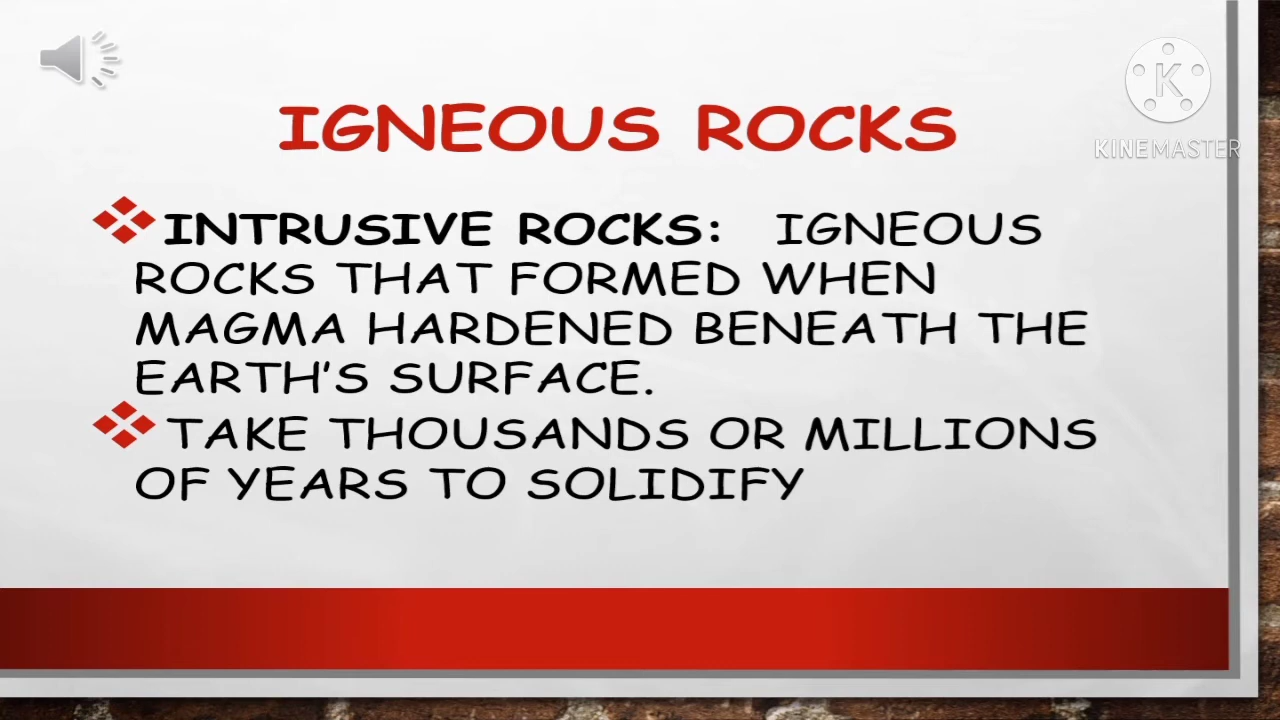 K
KINEMASTER
IGNEOUS ROCKS
INTRUSIVE ROCKS: IGNEOUS
ROCKS THAT FORMED WHEN
MAGMA HARDENED BENEATH THE
EARTH'S SURFACE.
TAKE THOUSANDS OR MILLIONS
OF YEARS TO SOLIDIFY